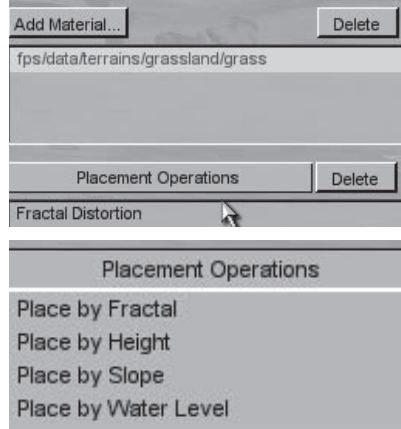 Add Material... Delete
fps/data/terrains/grassland/grass
Placement Operations Delete
Fractal Distortion
Placement Operations
Place by Fractal
Place by Height
Place by Slope
Place by Water Level